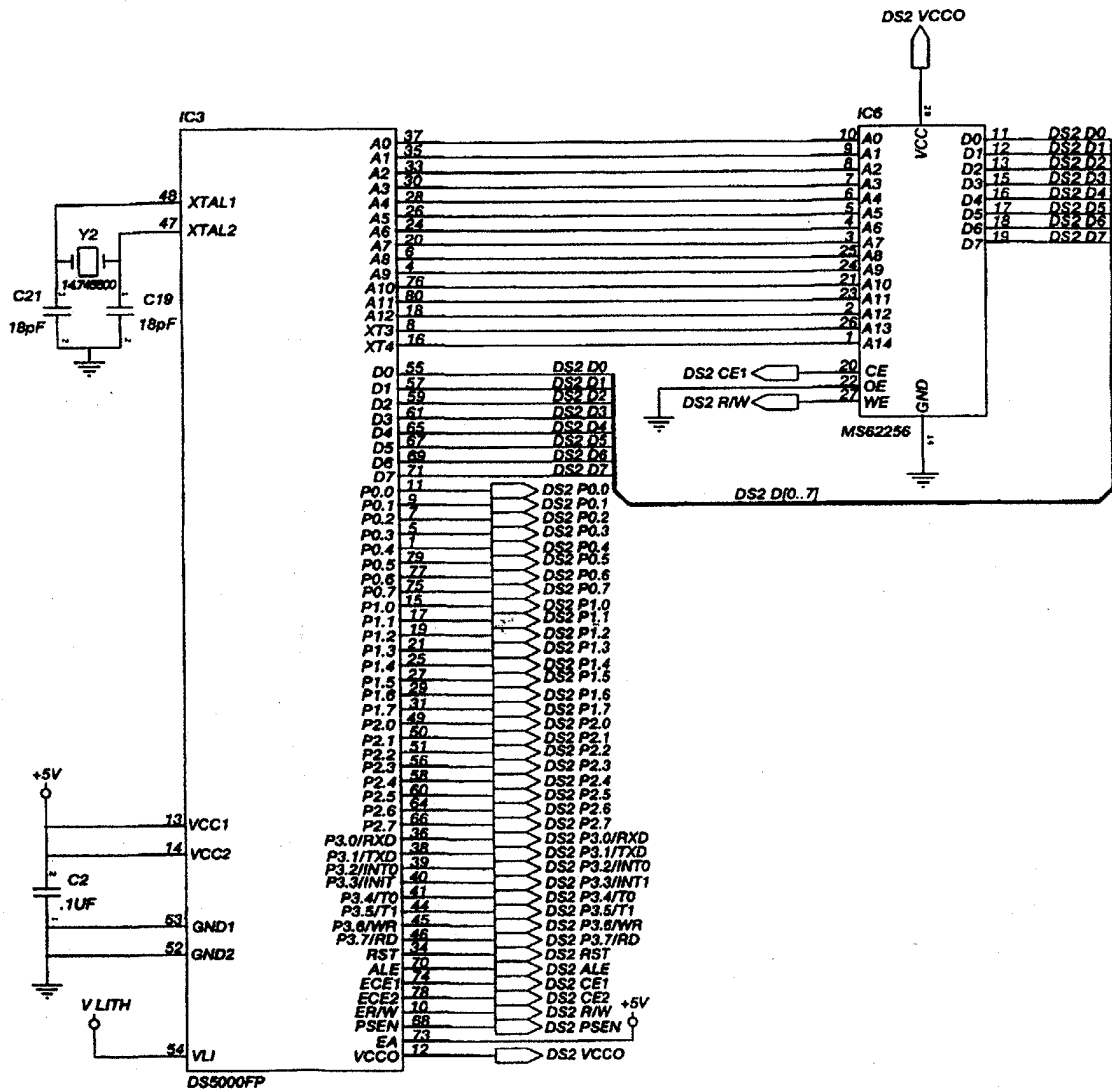 DS2 VCCO
IC3
IC6
28
VCC
A0 37
A1 35
A2 33
A3 30
A4 28
A5 26
A6 24
A7 20
A8 6
A9 4
A10 76
A11 80
A12 18
XT3 8
XT4 16
10 A0
9 A1
8 A2
7 A3
6 A4
5 A5
4 A6
3 A7
25 A8
24 A9
21 A10
23 A11
2 A12
26 A13
1 A14
D0 11 DS2 D0
D1 12 DS2 D1
D2 13 DS2 D2
D3 15 DS2 D3
D4 16 DS2 D4
D5 17 DS2 D5
D6 18 DS2 D6
D7 19 DS2 D7
48 XTAL1
47 XTAL2
Y2
14.745600
C21
18pF
1
2
C19
18pF
1
2
DS2 CE1 20 CE
22 OE
DS2 R/W 27 WE
GND
14
MS62256
D0 55 DS2 D0
D1 57 DS2 D1
D2 59 DS2 D2
D3 61 DS2 D3
D4 65 DS2 D4
D5 67 DS2 D5
D6 69 DS2 D6
D7 71 DS2 D7
DS2 D[0..7]
P0.0 11 DS2 P0.0
P0.1 9 DS2 P0.1
P0.2 7 DS2 P0.2
P0.3 5 DS2 P0.3
P0.4 1 DS2 P0.4
P0.5 79 DS2 P0.5
P0.6 77 DS2 P0.6
P0.7 75 DS2 P0.7
P1.0 15 DS2 P1.0
P1.1 17 DS2 P1.1
P1.2 19 DS2 P1.2
P1.3 21 DS2 P1.3
P1.4 25 DS2 P1.4
P1.5 27 DS2 P1.5
P1.6 29 DS2 P1.6
P1.7 31 DS2 P1.7
P2.0 49 DS2 P2.0
P2.1 50 DS2 P2.1
P2.2 51 DS2 P2.2
P2.3 56 DS2 P2.3
P2.4 58 DS2 P2.4
P2.5 60 DS2 P2.5
P2.6 64 DS2 P2.6
P2.7 66 DS2 P2.7
P3.0/RXD 36 DS2 P3.0/RXD
P3.1/TXD 38 DS2 P3.1/TXD
P3.2/INT0 39 DS2 P3.2/INT0
P3.3/INIT 40 DS2 P3.3/INT1
P3.4/T0 41 DS2 P3.4/T0
P3.5/T1 44 DS2 P3.5/T1
P3.6/WR 45 DS2 P3.6/WR
P3.7/RD 46 DS2 P3.7/RD
RST 34 DS2 RST
ALE 70 DS2 ALE
ECE1 74 DS2 CE1
ECE2 78 DS2 CE2
ER/W 10 DS2 R/W
PSEN 68 DS2 PSEN
EA 73
+5V
VCCO 12 DS2 VCCO
+5V
13 VCC1
14 VCC2
2
C2
.1UF
1
53 GND1
52 GND2
V LITH
54 VLI
DS5000FP